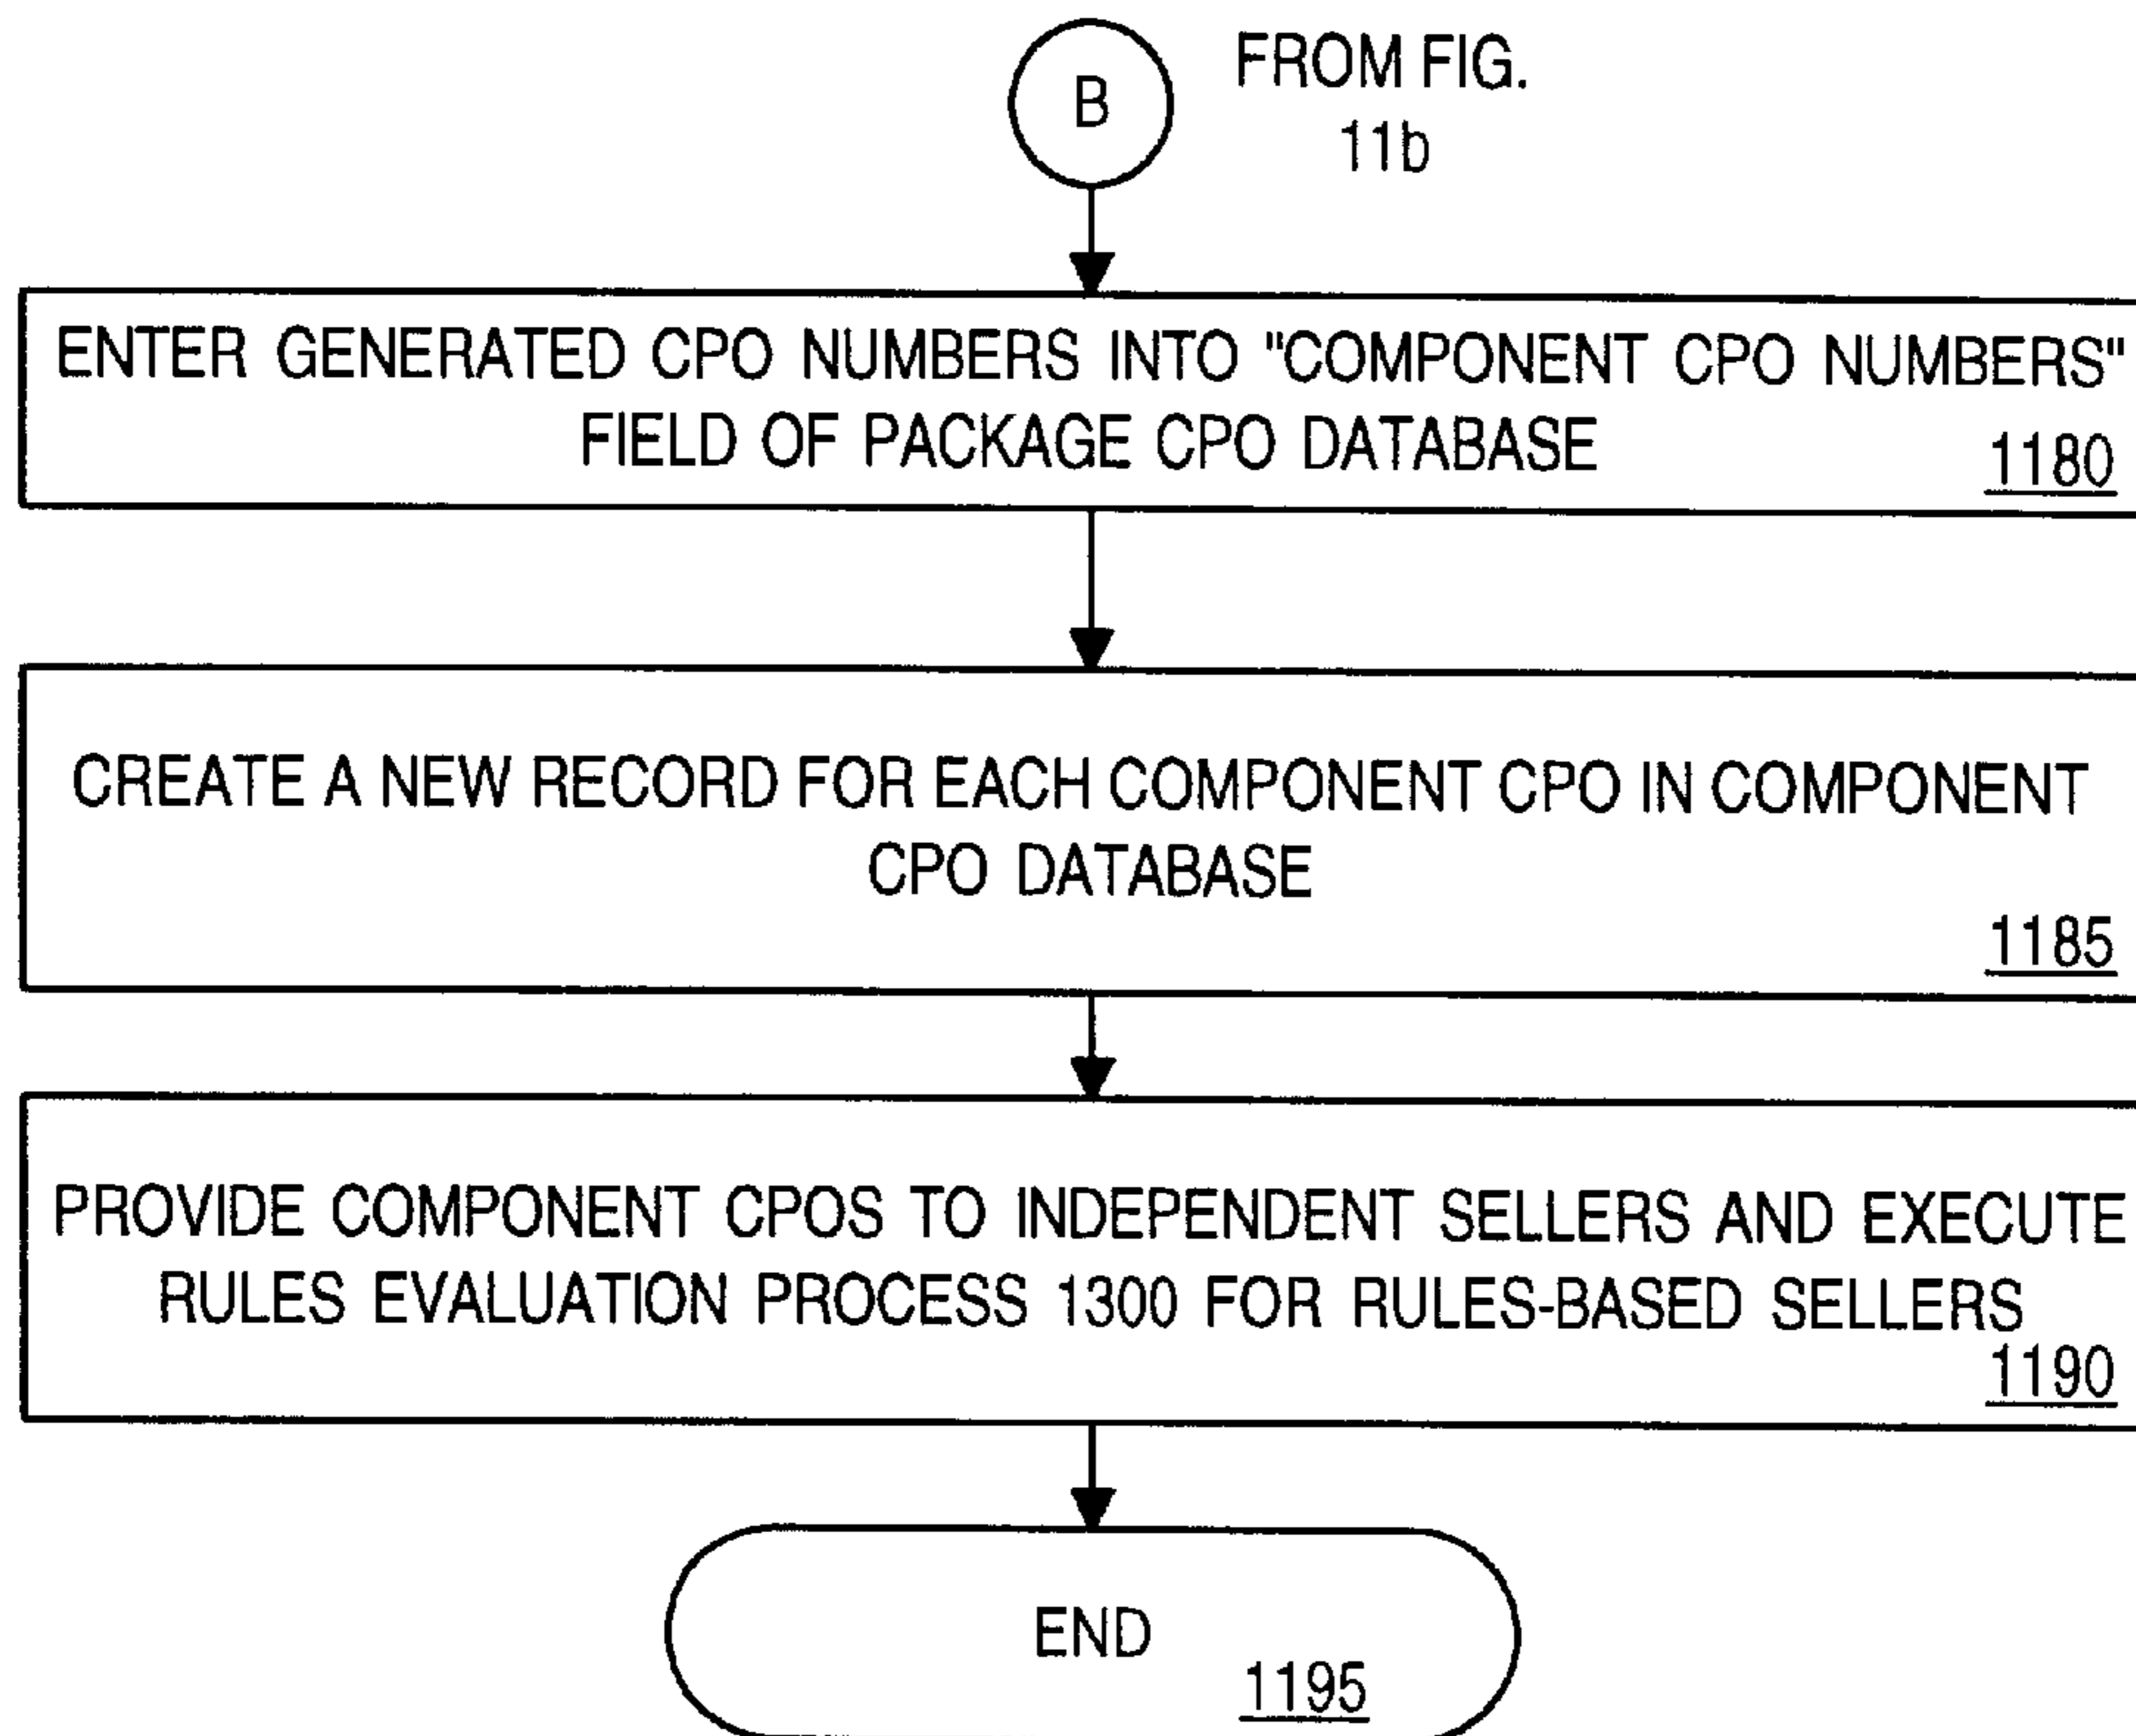 B
FROM FIG.
11b
ENTER GENERATED CPO NUMBERS INTO "COMPONENT CPO NUMBERS"
FIELD OF PACKAGE CPO DATABASE
1180
CREATE A NEW RECORD FOR EACH COMPONENT CPO IN COMPONENT
CPO DATABASE
1185
PROVIDE COMPONENT CPOS TO INDEPENDENT SELLERS AND EXECUTE
RULES EVALUATION PROCESS 1300 FOR RULES-BASED SELLERS
1190
END
1195